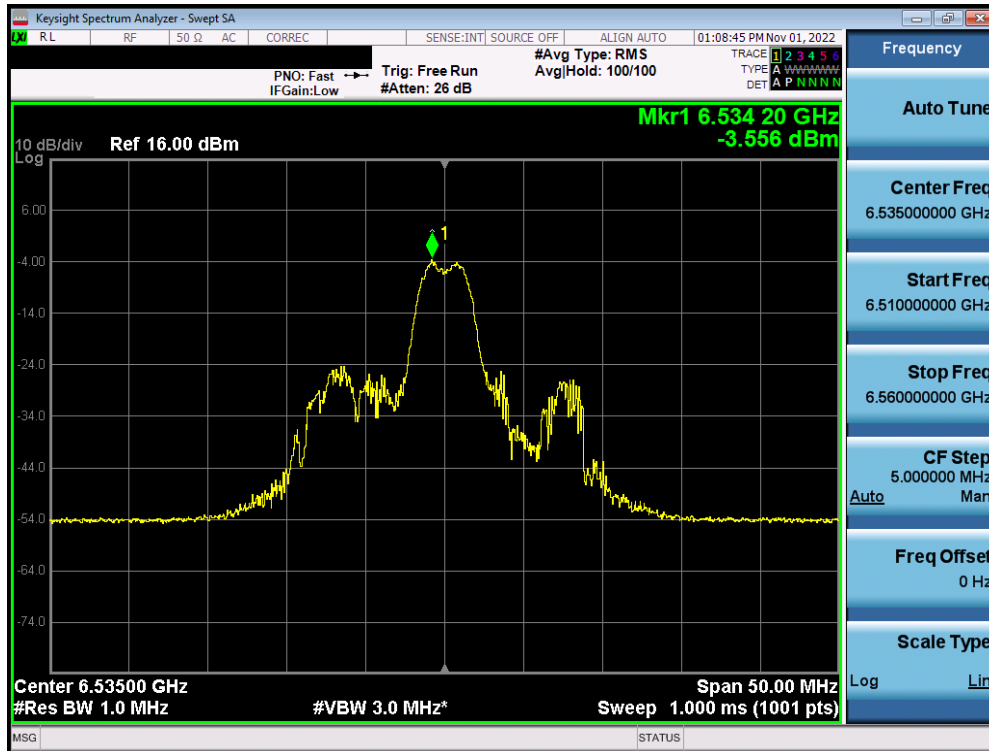 Keysight Spectrum Analyzer - Swept SA
LXI RL RF 50 Ω AC CORREC SENSE:INT SOURCE OFF ALIGN AUTO 01:08:45 PM Nov 01, 2022
PNO: Fast
IFGain:Low
Trig: Free Run
#Atten: 26 dB
#Avg Type: RMS
Avg|Hold: 100/100
TRACE 1 2 3 4 5 6
TYPE A WWWWW
DET A P N N N N
Mkr1 6.534 20 GHz
-3.556 dBm
10 dB/div Ref 16.00 dBm
Log
6.00
-4.00
-14.0
-24.0
-34.0
-44.0
-54.0
-64.0
-74.0
1
Center 6.53500 GHz Span 50.00 MHz
#Res BW 1.0 MHz #VBW 3.0 MHz* Sweep 1.000 ms (1001 pts)
MSG STATUS
Frequency
Auto Tune
Center Freq
6.535000000 GHz
Start Freq
6.510000000 GHz
Stop Freq
6.560000000 GHz
CF Step
5.000000 MHz
Auto Man
Freq Offset
0 Hz
Scale Type
Log Lin